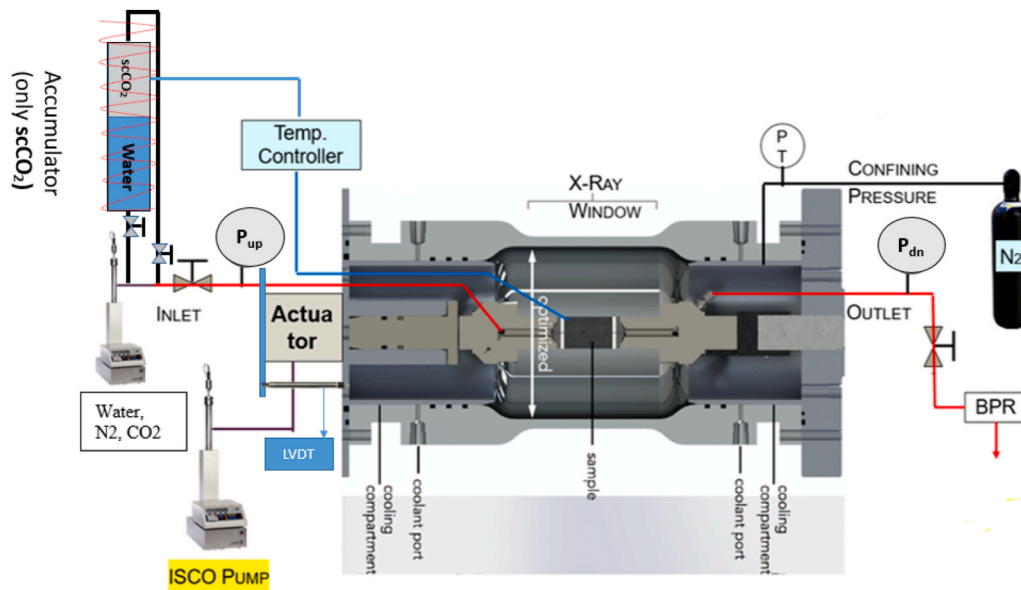 Accumulator
(only scCO₂)
scCO₂
Water
Temp.
Controller
X-RAY
WINDOW
P
T
CONFINING
PRESSURE
N2
Pup
Pdn
INLET
Actua
tor
optimized
OUTLET
BPR
Water,
N2, CO2
LVDT
cooling
compartment
coolant port
sample
coolant port
cooling
compartment
ISCO PUMP